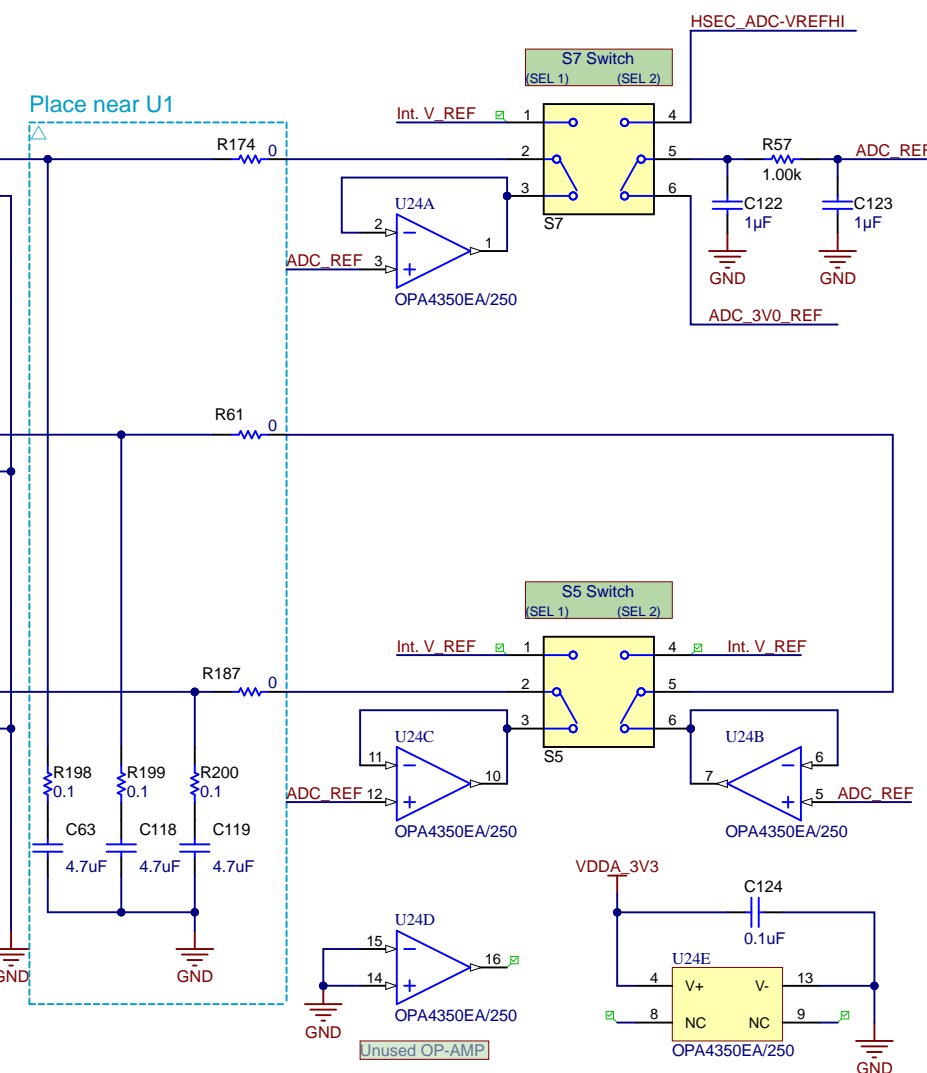 HSEC_ADC-VREFHI
S7 Switch
(SEL 1) (SEL 2)
Place near U1
Int. V_REF 1 4
R174 0 2 5 R57 ADC_REF
1.00k
3 6
U24A S7 C122 C123
1µF 1µF
2 1
ADC_REF 3
GND GND
OPA4350EA/250
ADC_3V0_REF
R61 0
S5 Switch
(SEL 1) (SEL 2)
Int. V_REF 1 4 Int. V_REF
R187 0 2 5
3 6
U24C S5 U24B
11 10 7 6
R198 R199 R200
0.1 0.1 0.1
ADC_REF 12 5 ADC_REF
C63 C118 C119
OPA4350EA/250 OPA4350EA/250
4.7uF 4.7uF 4.7uF
VDDA_3V3
C124
0.1uF
U24D
15 16
14
U24E
4 V+ V- 13
8 NC NC 9
GND GND GND
OPA4350EA/250
OPA4350EA/250
Unused OP-AMP
GND